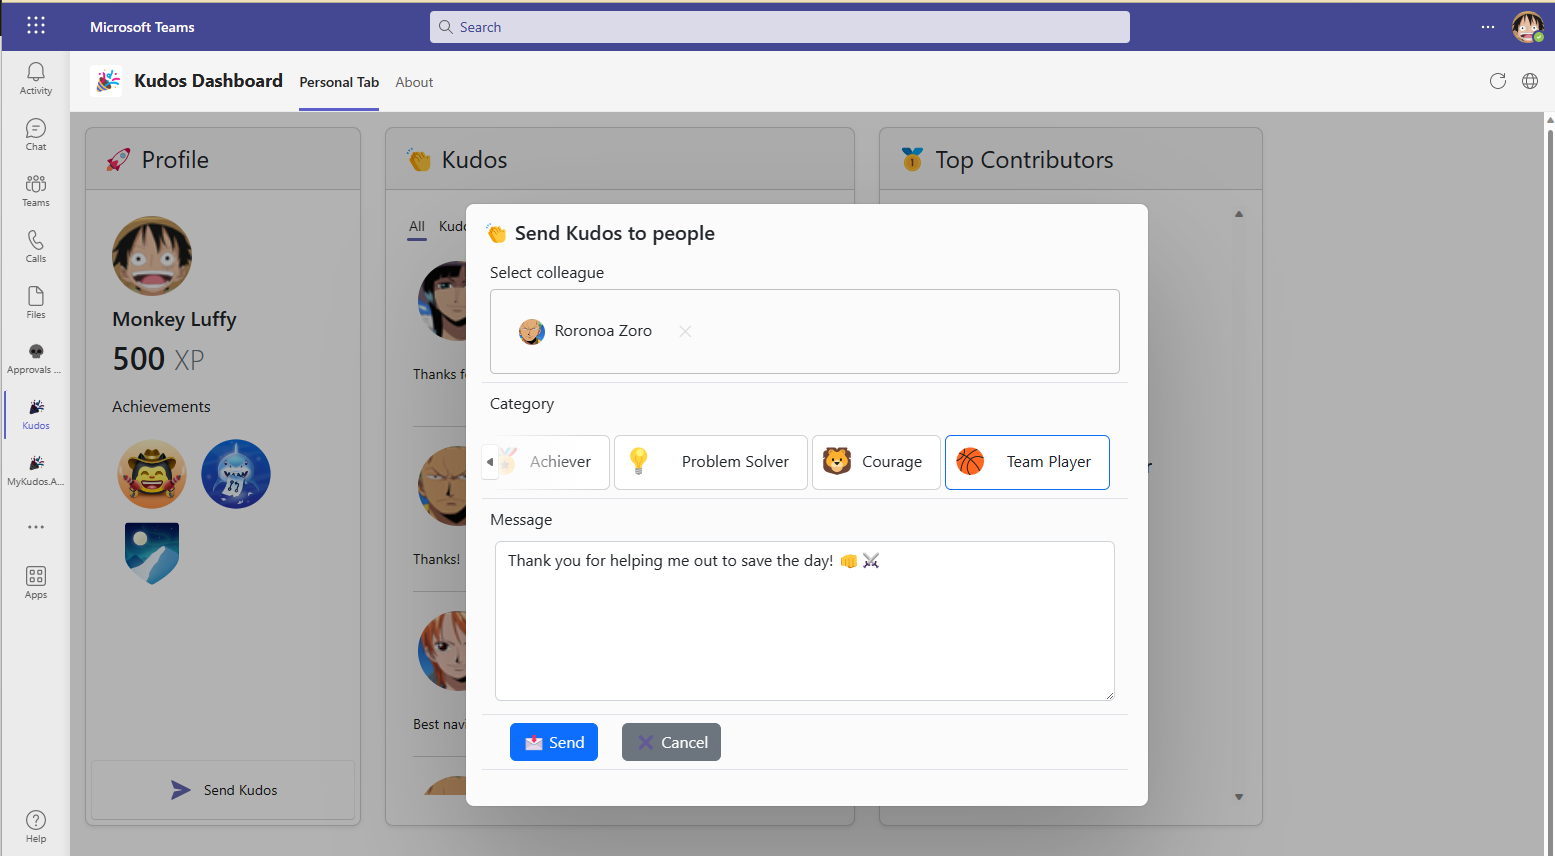 Microsoft Teams
Search
Activity
Chat
Teams
Calls
Files
Approvals ...
Kudos
MyKudos.A...
Apps
Help
Kudos Dashboard
Personal Tab
About
Profile
Monkey Luffy
500 XP
Achievements
Send Kudos
Kudos
All
Thanks
Thanks!
Best
Top Contributors
1
Send Kudos to people
Select colleague
Roronoa Zoro
Category
Achiever
Problem Solver
Courage
Team Player
Message
Thank you for helping me out to save the day! 👊 ⚔️
Send
Cancel